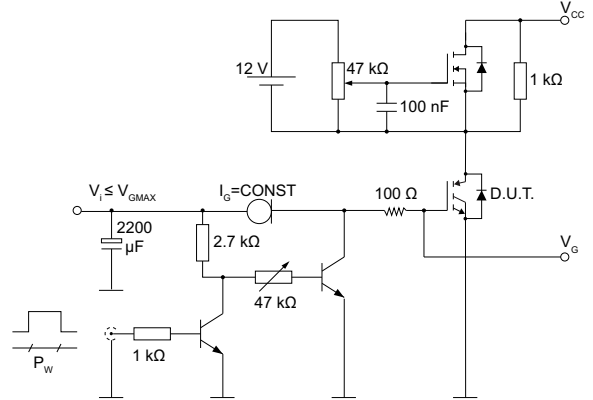 V_CC
12 V
47 kΩ
1 kΩ
100 nF
V_i ≤ V_GMAX
I_G=CONST
100 Ω
D.U.T.
2200
μF
2.7 kΩ
V_G
47 kΩ
1 kΩ
P_W